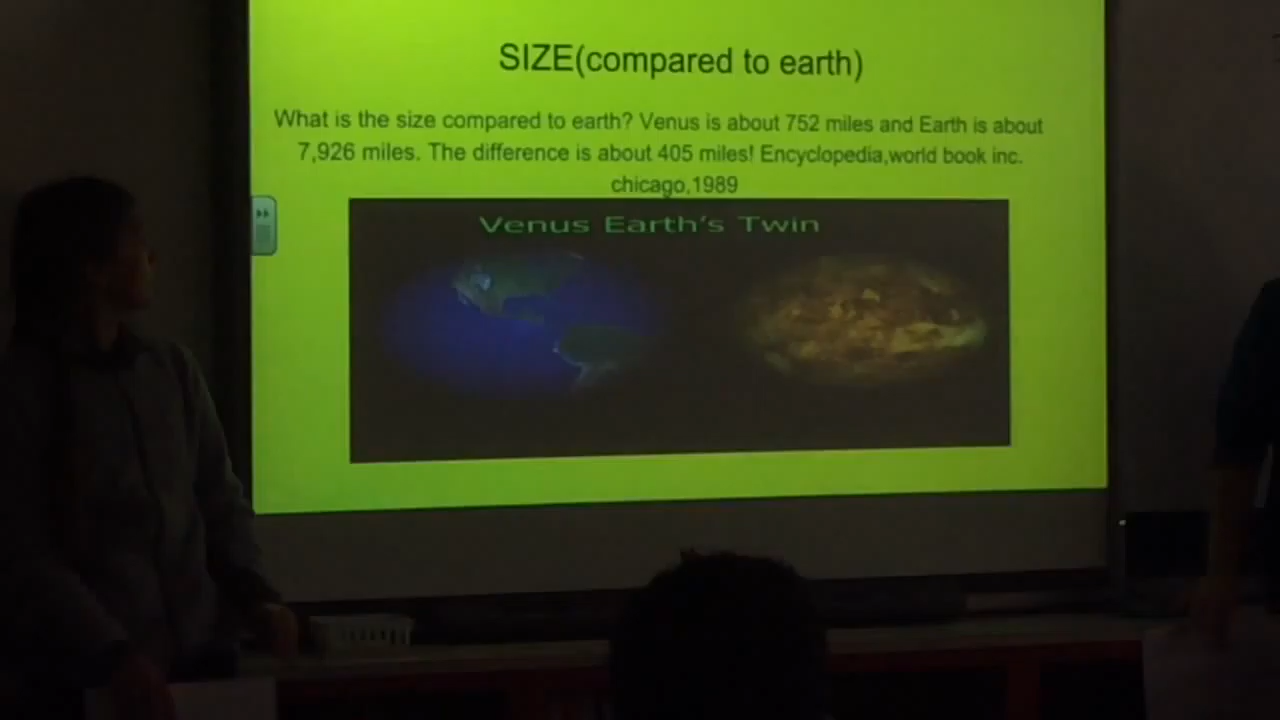 SIZE(compared to earth)
What is the size compared to earth? Venus is about 752 miles and Earth is about
7,926 miles. The difference is about 405 miles! Encyclopedia,world book inc.
chicago,1989
Venus Earth's Twin